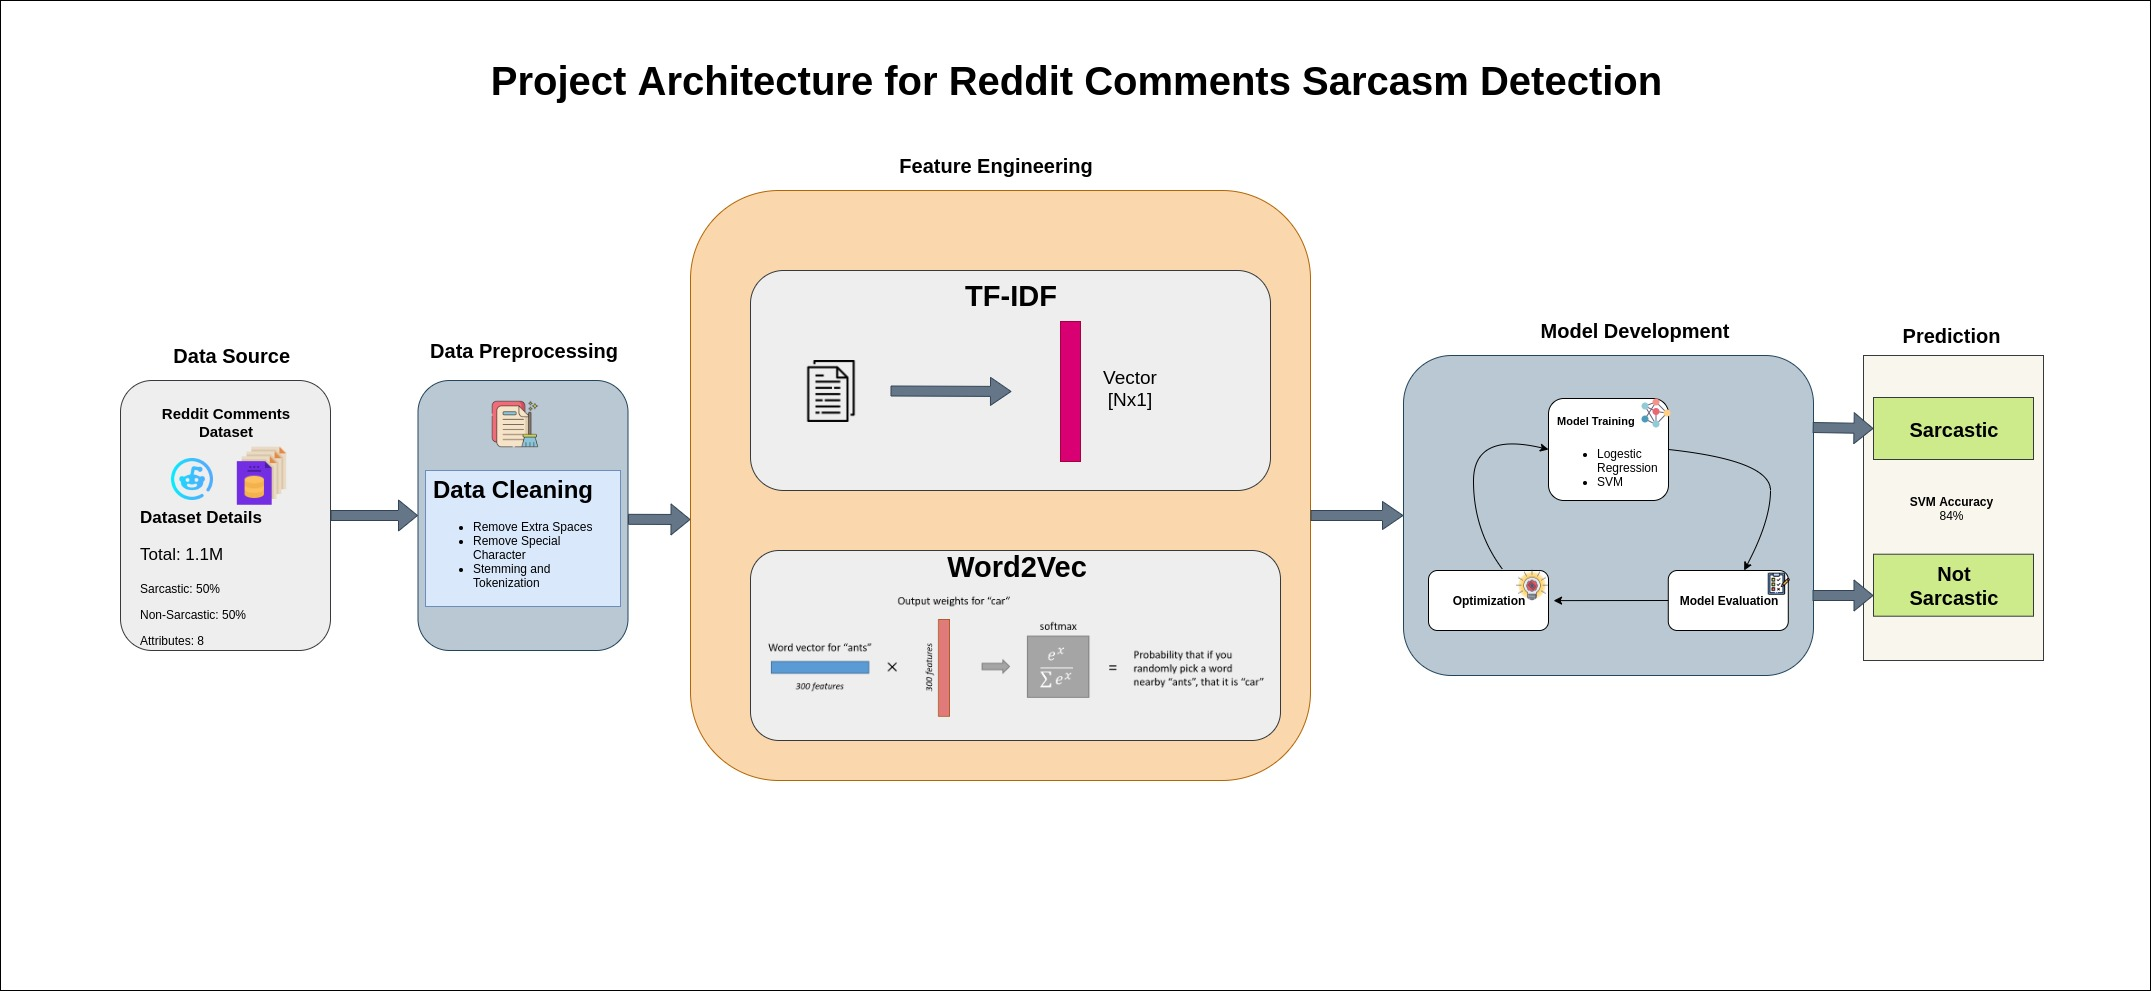 Project Architecture for Reddit Comments Sarcasm Detection
Data Source
Reddit Comments
Dataset
Dataset Details
Total: 1.1M
Sarcastic: 50%
Non-Sarcastic: 50%
Attributes: 8
Data Preprocessing
Data Cleaning
Remove Extra Spaces
Remove Special
Character
Stemming and
Tokenization
Feature Engineering
TF-IDF
Vector
[Nx1]
Word2Vec
Output weights for “car”
Word vector for “ants”
300 features
×
300 features
softmax
e^x
∑ e^x
=
Probability that if you
randomly pick a word
nearby “ants”, that it is “car”
Model Development
Model Training
Logestic
Regression
SVM
Optimization
Model Evaluation
Prediction
Sarcastic
SVM Accuracy
84%
Not
Sarcastic